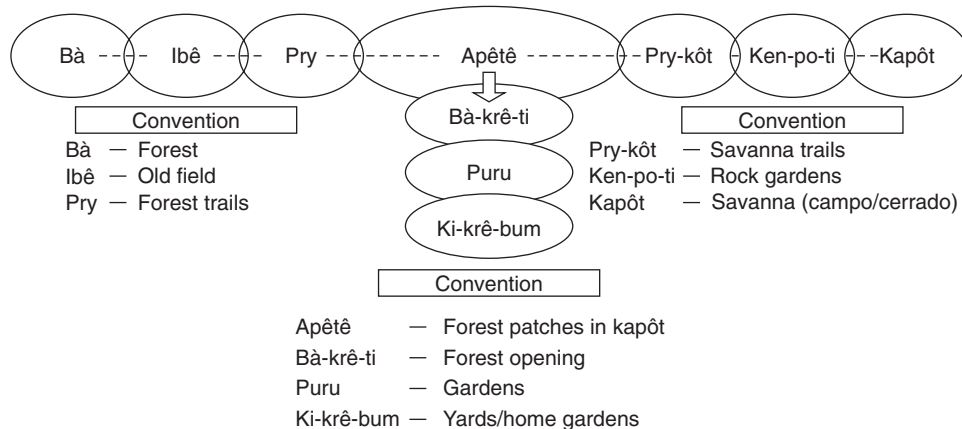 Bà Ibê Pry Apêtê Pry-kôt Ken-po-ti Kapôt
Bà-krê-ti
Puru
Ki-krê-bum
Convention
Bà — Forest
Ibê — Old field
Pry — Forest trails
Convention
Pry-kôt — Savanna trails
Ken-po-ti — Rock gardens
Kapôt — Savanna (campo/cerrado)
Convention
Apêtê — Forest patches in kapôt
Bà-krê-ti — Forest opening
Puru — Gardens
Ki-krê-bum — Yards/home gardens